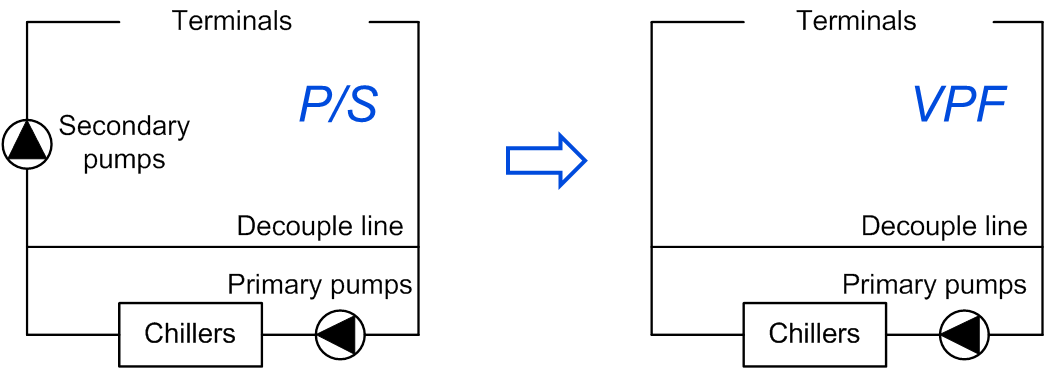 Terminals
P/S
Secondary
pumps
Decouple line
Primary pumps
Chillers
Terminals
VPF
Decouple line
Primary pumps
Chillers